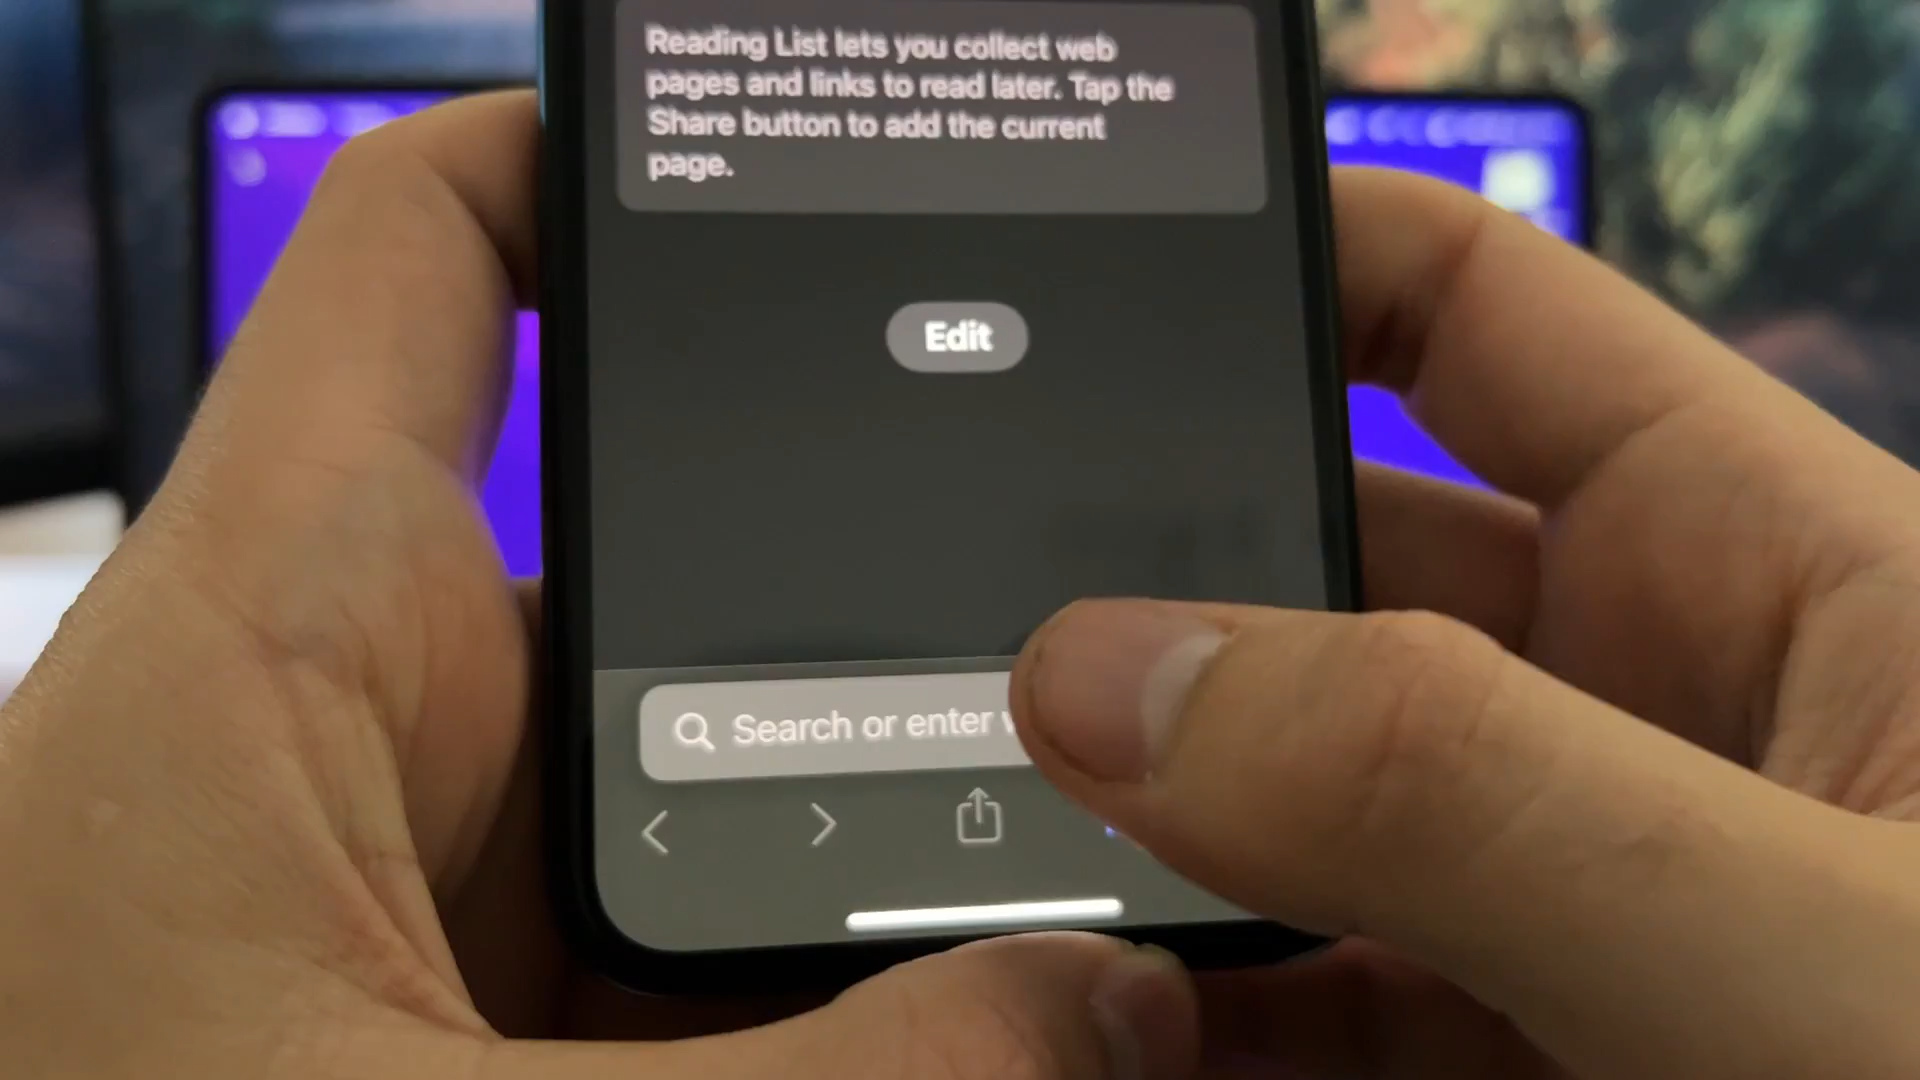 Reading List lets you collect web
pages and links to read later. Tap the
Share button to add the current
page.
Edit
Search or enter